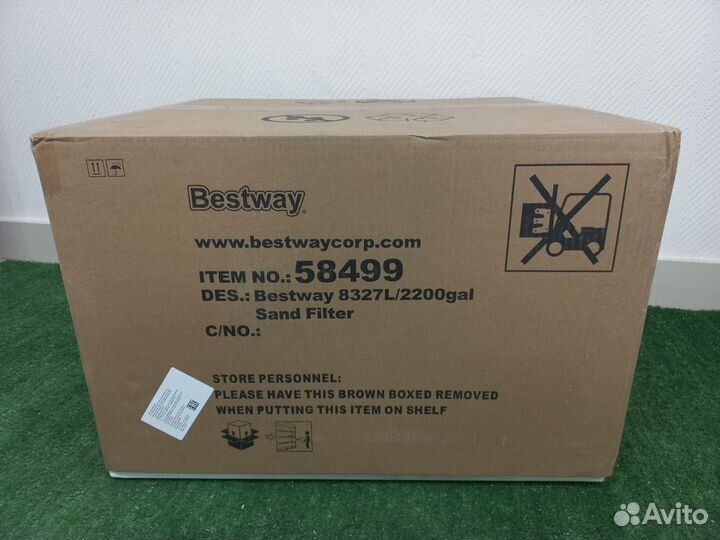 Bestway®
www.bestwaycorp.com
ITEM NO.: 58499
DES.: Bestway 8327L/2200gal
Sand Filter
C/NO.:
STORE PERSONNEL:
PLEASE HAVE THIS BROWN BOXED REMOVED
WHEN PUTTING THIS ITEM ON SHELF
Avito